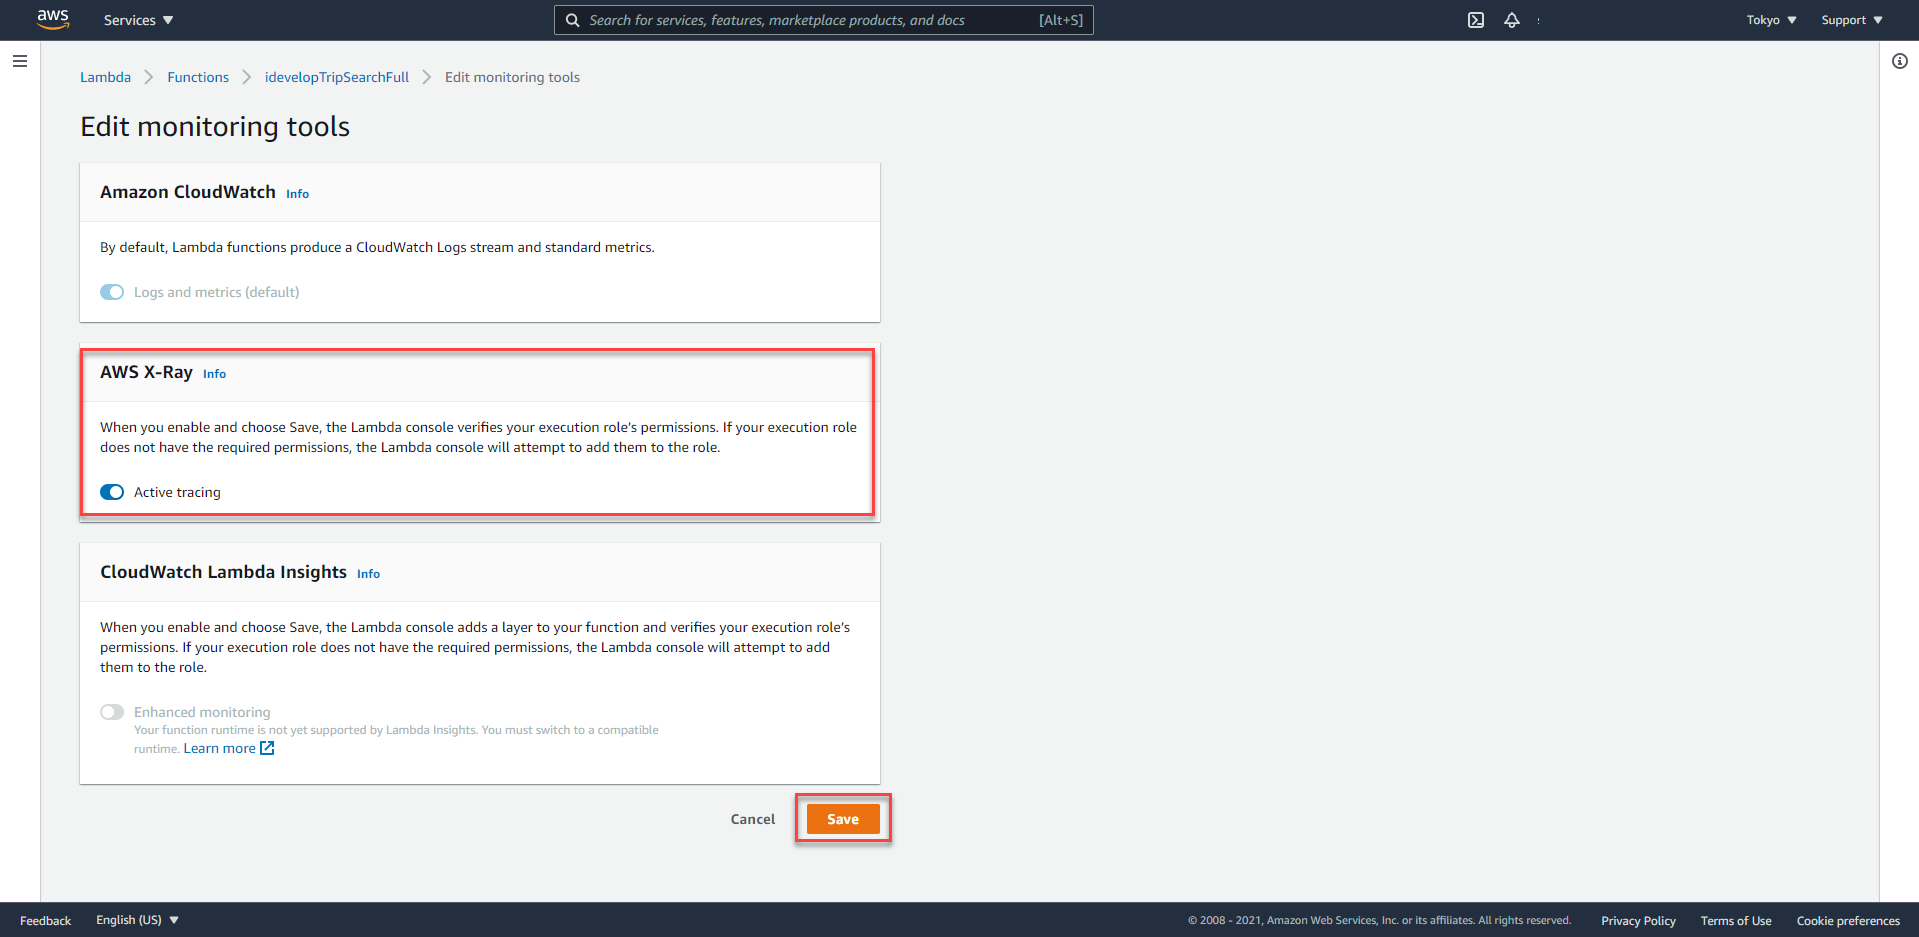 aws
Services
Search for services, features, marketplace products, and docs [Alt+S]
Tokyo
Support
Lambda
Functions
idevelopTripSearchFull
Edit monitoring tools
Edit monitoring tools
Amazon CloudWatch Info
By default, Lambda functions produce a CloudWatch Logs stream and standard metrics.
Logs and metrics (default)
AWS X-Ray Info
When you enable and choose Save, the Lambda console verifies your execution role's permissions. If your execution role
does not have the required permissions, the Lambda console will attempt to add them to the role.
Active tracing
CloudWatch Lambda Insights Info
When you enable and choose Save, the Lambda console adds a layer to your function and verifies your execution role's
permissions. If your execution role does not have the required permissions, the Lambda console will attempt to add
them to the role.
Enhanced monitoring
Your function runtime is not yet supported by Lambda Insights. You must switch to a compatible
runtime. Learn more
Cancel
Save
Feedback
English (US)
© 2008 - 2021, Amazon Web Services, Inc. or its affiliates. All rights reserved.
Privacy Policy
Terms of Use
Cookie preferences